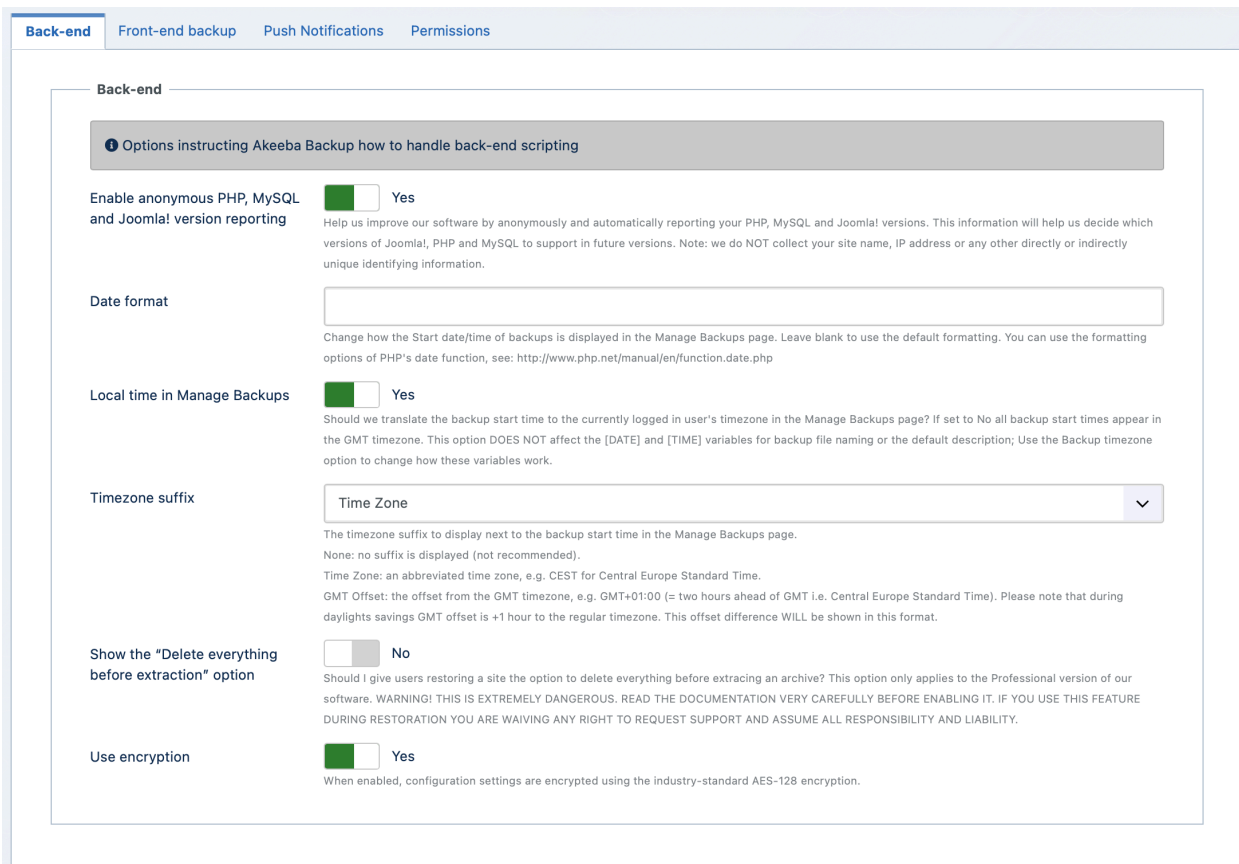 Back-end Front-end backup Push Notifications Permissions
Back-end
Options instructing Akeeba Backup how to handle back-end scripting
Enable anonymous PHP, MySQL
and Joomla! version reporting
Yes
Help us improve our software by anonymously and automatically reporting your PHP, MySQL and Joomla! versions. This information will help us decide which
versions of Joomla!, PHP and MySQL to support in future versions. Note: we do NOT collect your site name, IP address or any other directly or indirectly
unique identifying information.
Date format
Change how the Start date/time of backups is displayed in the Manage Backups page. Leave blank to use the default formatting. You can use the formatting
options of PHP's date function, see: http://www.php.net/manual/en/function.date.php
Local time in Manage Backups
Yes
Should we translate the backup start time to the currently logged in user's timezone in the Manage Backups page? If set to No all backup start times appear in
the GMT timezone. This option DOES NOT affect the [DATE] and [TIME] variables for backup file naming or the default description; Use the Backup timezone
option to change how these variables work.
Timezone suffix
Time Zone
The timezone suffix to display next to the backup start time in the Manage Backups page.
None: no suffix is displayed (not recommended).
Time Zone: an abbreviated time zone, e.g. CEST for Central Europe Standard Time.
GMT Offset: the offset from the GMT timezone, e.g. GMT+01:00 (= two hours ahead of GMT i.e. Central Europe Standard Time). Please note that during
daylights savings GMT offset is +1 hour to the regular timezone. This offset difference WILL be shown in this format.
Show the “Delete everything
before extraction” option
No
Should I give users restoring a site the option to delete everything before extracing an archive? This option only applies to the Professional version of our
software. WARNING! THIS IS EXTREMELY DANGEROUS. READ THE DOCUMENTATION VERY CAREFULLY BEFORE ENABLING IT. IF YOU USE THIS FEATURE
DURING RESTORATION YOU ARE WAIVING ANY RIGHT TO REQUEST SUPPORT AND ASSUME ALL RESPONSIBILITY AND LIABILITY.
Use encryption
Yes
When enabled, configuration settings are encrypted using the industry-standard AES-128 encryption.